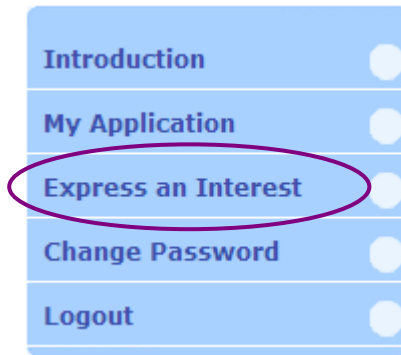 Introduction
My Application
Express an Interest
Change Password
Logout